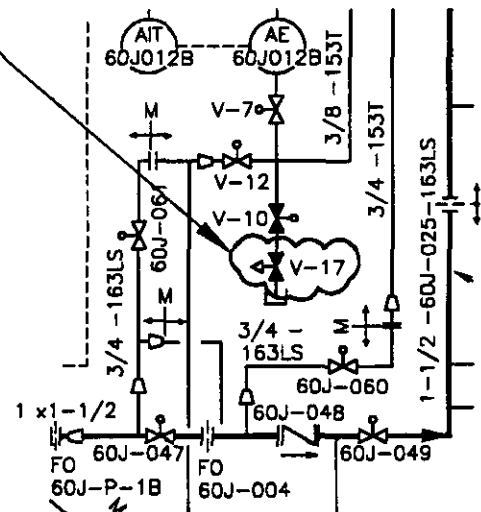 AIT
60J012B
AE
60J012B
V-7
M
3/8 -153T
V-12
3/4 -153T
V-10
60J-061
V-17
3/4 -163LS
M
3/4 -
163LS
M
1-1/2 -60J-025-163LS
60J-060
1 x1-1/2
60J-048
60J-047
60J-049
FO
60J-P-1B
FO
60J-004
M